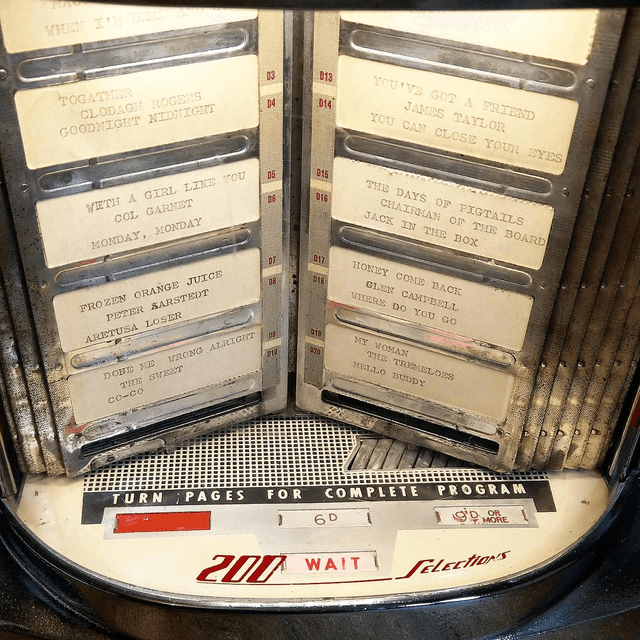 WHEN I'M
TOGATHER
CLODAGH ROGERS
GOODNIGHT MIDNIGHT
WETH A GIRL LIKE YOU
COL GARNET
MONDAY, MONDAY
FROZEN ORANGE JUICE
PETER SARSTEDT
ARETUSA LOSER
DONE ME WRONG ALRIGHT
THE SWEET
CO-CO
D3
D4
D5
D6
D7
D8
D9
D10
D13
D14
D15
D16
D17
D18
D19
D20
YOU'VE GOT A FRIEND
JAMES TAYLOR
YOU CAN CLOSE YOUR EYES
THE DAYS OF PIGTAILS
CHAIRMAN OF THE BOARD
JACK IN THE BOX
HONEY COME BACK
GLEN CAMPBELL
WHERE DO YOU GO
MY WOMAN
THE TREMELOES
HELLO BUDDY
TURN PAGES FOR COMPLETE PROGRAM
6D
9D. OR
MORE
200 WAIT Selections